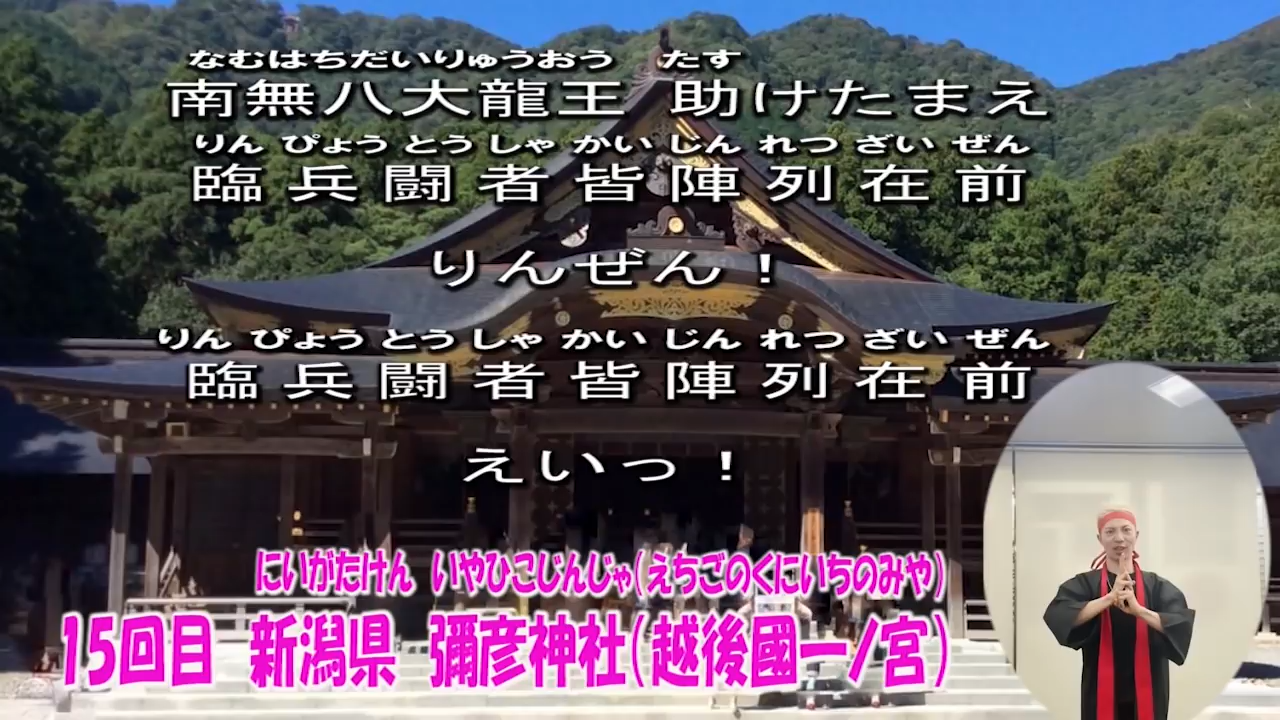 なむはちだいりゅうおう たす
南無八大龍王 助けたまえ
りん ぴょう とう しゃ かい じん れつ ざい ぜん
臨兵闘者皆陣列在前
りんぜん！
りん ぴょう とう しゃ かい じん れつ ざい ぜん
臨兵闘者皆陣列在前
えいっ！
にいがたけん いやひこじんじゃ(えちごのくにいちのみや)
15回目 新潟県 彌彦神社(越後國一ノ宮)